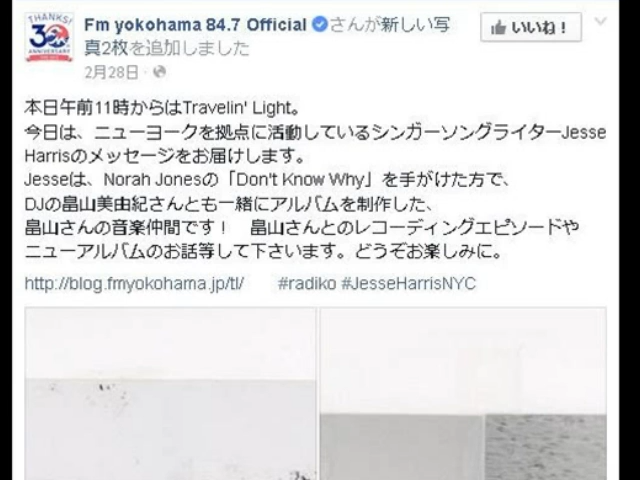 THANKS!
30
ANNIVERSARY
Fm yokohama 84.7 Officialさんが新しい写
真2枚を追加しました
2月28日
いいね！
本日午前11時からはTravelin' Light。
今日は、ニューヨークを拠点に活動しているシンガーソングライターJesse
Harrisのメッセージをお届けします。
Jesseは、Norah Jonesの「Don't Know Why」を手がけた方で、
DJの畠山美由紀さんとも一緒にアルバムを制作した、
畠山さんの音楽仲間です！　畠山さんとのレコーディングエピソードや
ニューアルバムのお話等して下さいます。どうぞお楽しみに。
http://blog.fmyokohama.jp/tl/　#radiko #JesseHarrisNYC